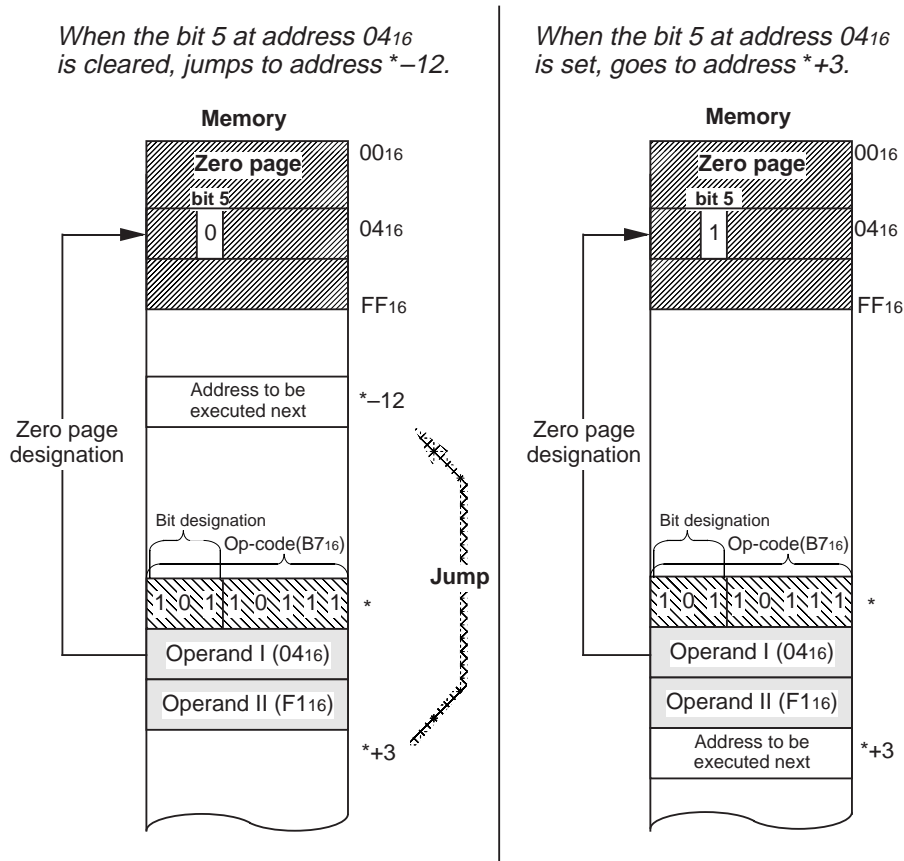 When the bit 5 at address 0416
is cleared, jumps to address *–12.
Memory
Zero page
0016
bit 5
0
0416
FF16
Address to be
executed next
*–12
Zero page
designation
Bit designation
Op-code(B716)
1 0 1 1 0 1 1 1
*
Jump
Operand I (0416)
Operand II (F116)
*+3
When the bit 5 at address 0416
is set, goes to address *+3.
Memory
Zero page
0016
bit 5
1
0416
FF16
Zero page
designation
Bit designation
Op-code(B716)
1 0 1 1 0 1 1 1
*
Operand I (0416)
Operand II (F116)
Address to be
executed next
*+3